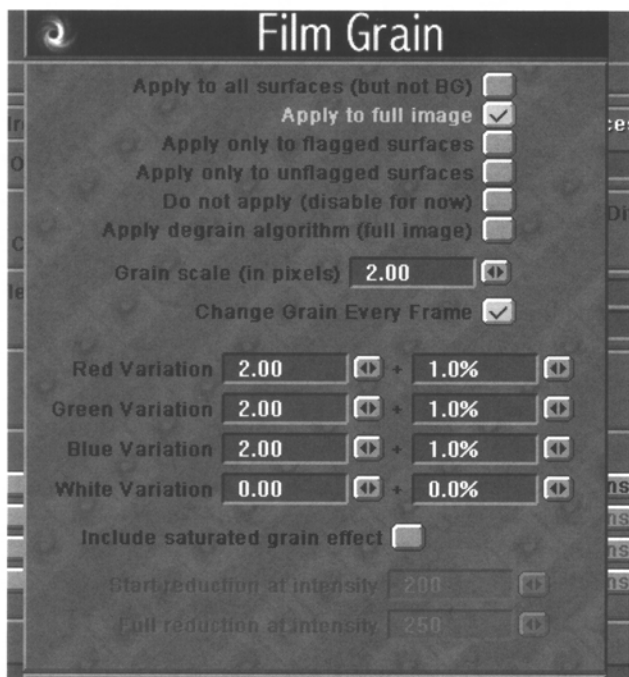 Film Grain
Apply to all surfaces (but not BG)
Apply to full image
Apply only to flagged surfaces
Apply only to unflagged surfaces
Do not apply (disable for now)
Apply degrain algorithm (full image)
Grain scale (in pixels) 2.00
Change Grain Every Frame
Red Variation 2.00 + 1.0%
Green Variation 2.00 + 1.0%
Blue Variation 2.00 + 1.0%
White Variation 0.00 + 0.0%
Include saturated grain effect
Start reduction at intensity 200
Full reduction at intensity 250